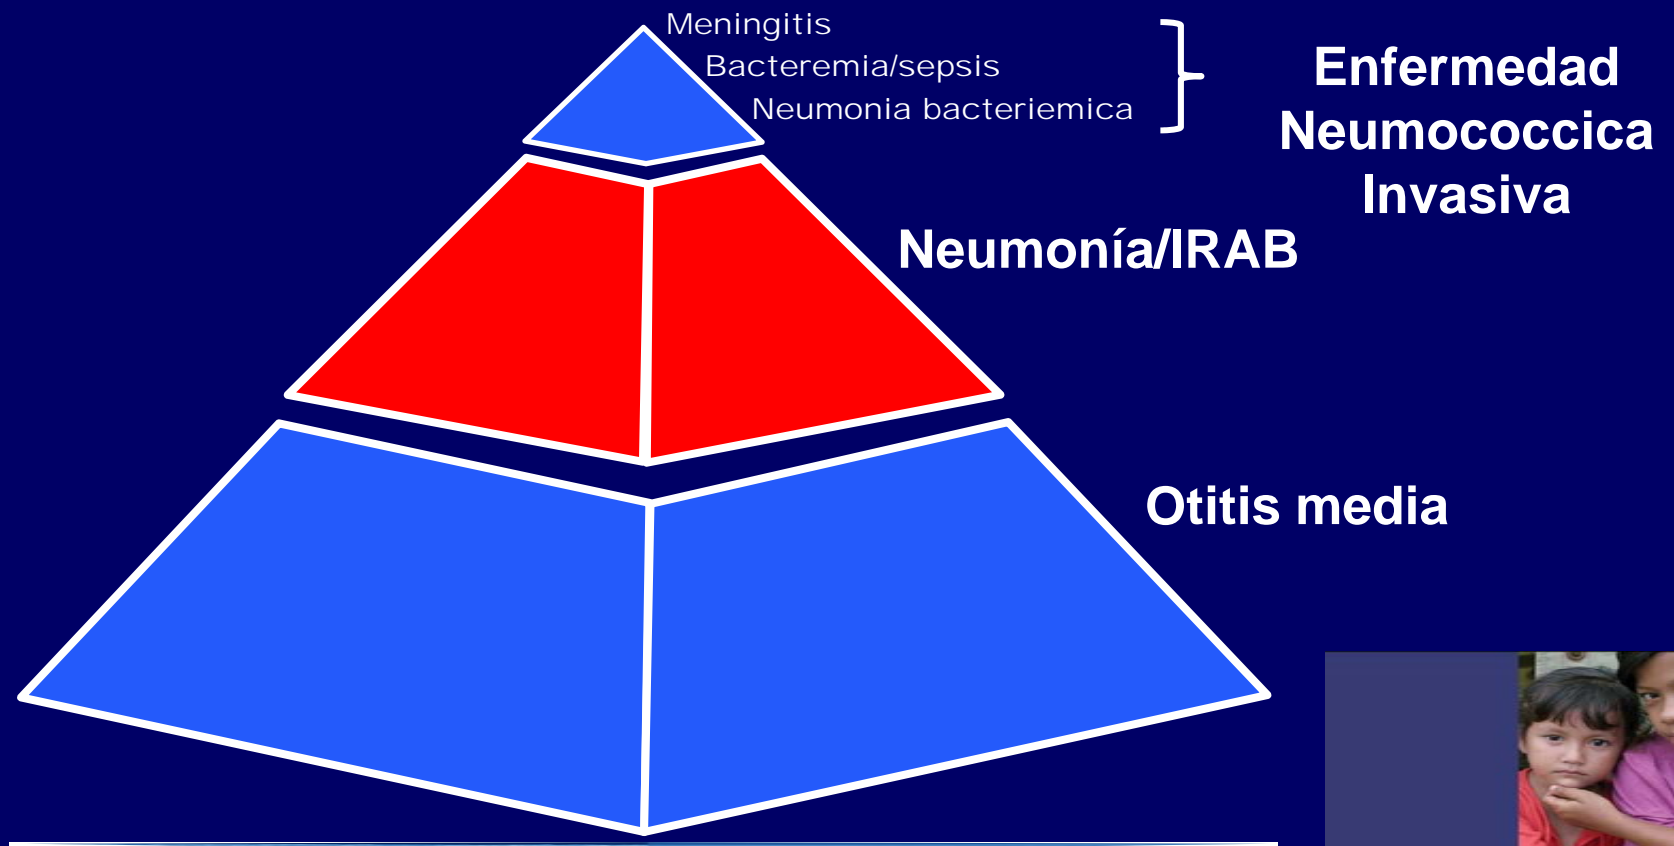 Meningitis
Bacteremia/sepsis
Neumonia bacteriemica
Enfermedad
Neumococcica
Invasiva
Neumonía/IRAB
Otitis media